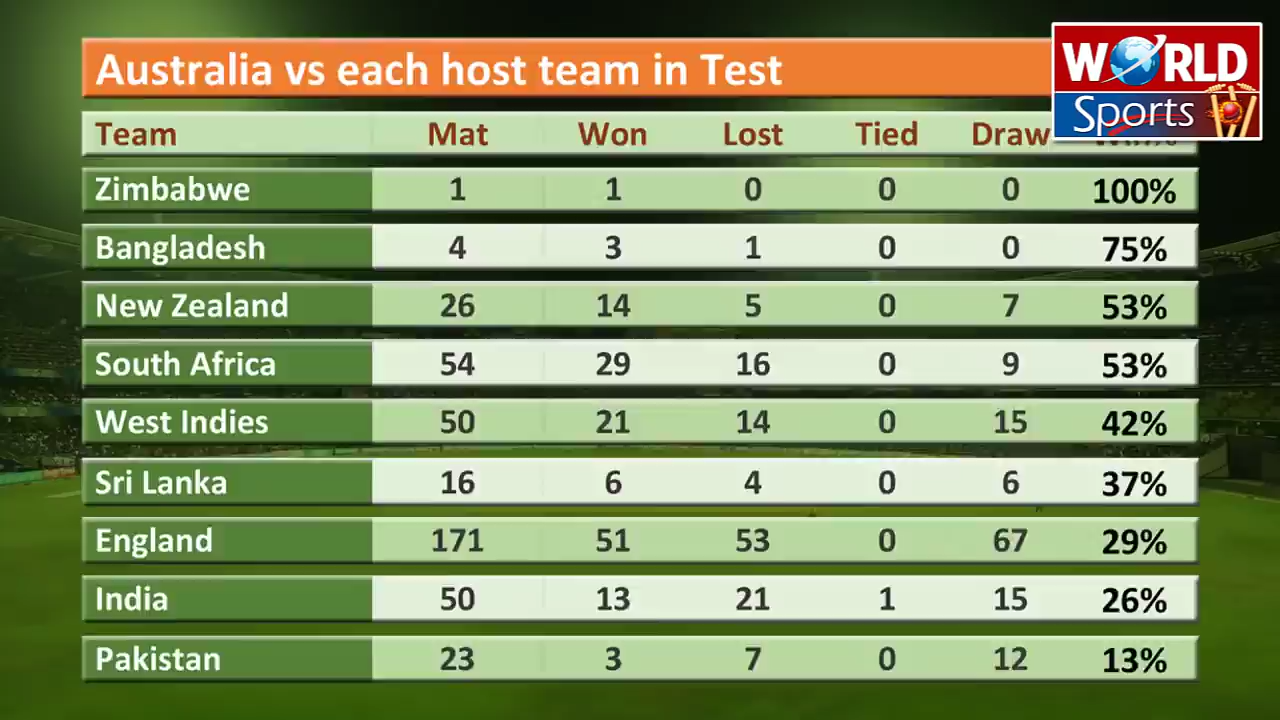 Australia vs each host team in Test
WORLD
Sports
Team Mat Won Lost Tied Draw
Zimbabwe 1 1 0 0 0 100%
Bangladesh 4 3 1 0 0 75%
New Zealand 26 14 5 0 7 53%
South Africa 54 29 16 0 9 53%
West Indies 50 21 14 0 15 42%
Sri Lanka 16 6 4 0 6 37%
England 171 51 53 0 67 29%
India 50 13 21 1 15 26%
Pakistan 23 3 7 0 12 13%